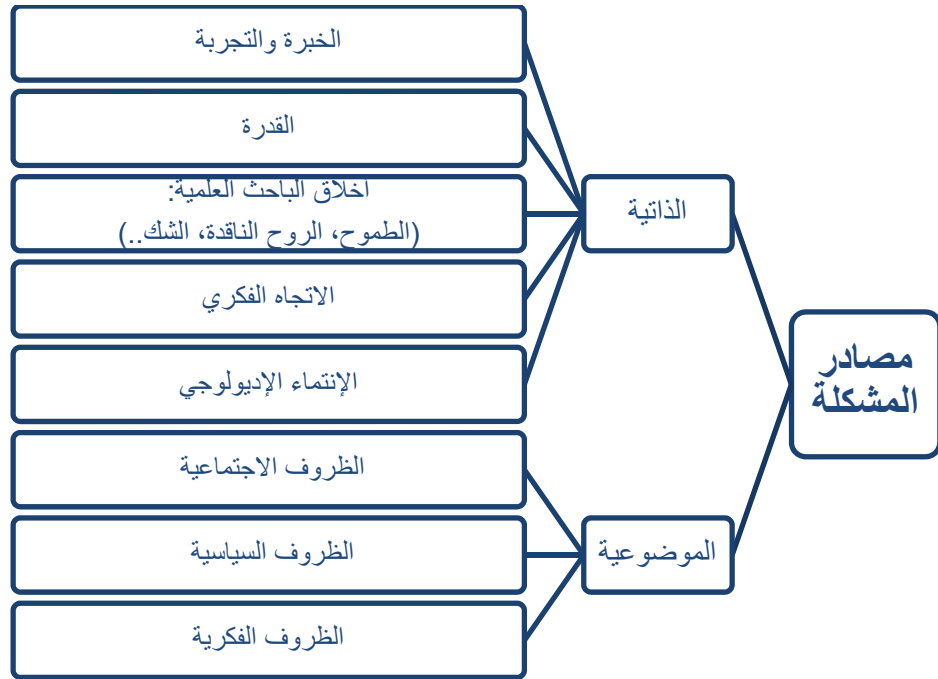 مصادر
المشكلة
الذاتية
الخبرة والتجربة
القدرة
أخلاق الباحث العلمية:
(الطموح، الروح الناقدة، الشك..)
الاتجاه الفكري
الإنتماء الإديولوجي
الموضوعية
الظروف الاجتماعية
الظروف السياسية
الظروف الفكرية